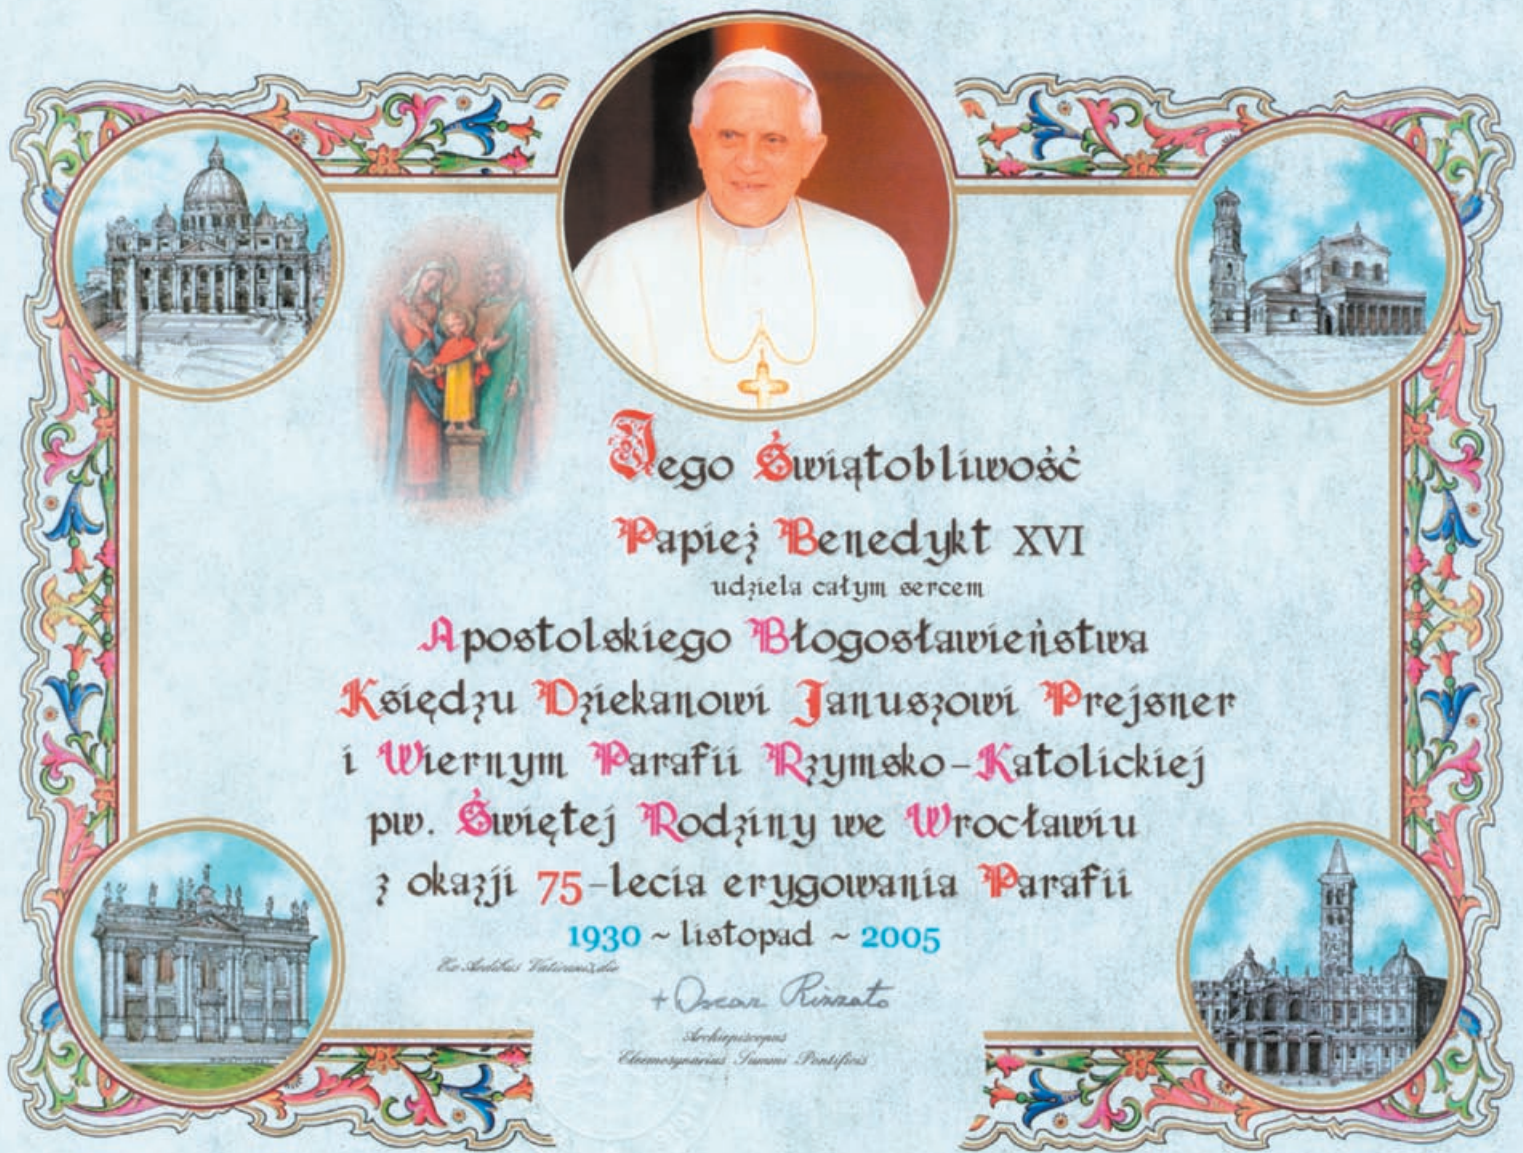 Jego Świątobliwość
Papież Benedykt XVI
udziela całym sercem
Apostolskiego Błogosławieństwa
Księdzu Dziekanowi Januszowi Prejsner
i Wiernym Parafii Rzymsko-Katolickiej
pw. Świętej Rodziny we Wrocławiu
z okazji 75-lecia erygowania Parafii
1930 ~ listopad ~ 2005
Ex Aedibus Vaticanis, die
+ Oscar Rizzato
Archiepiscopus
Eleemosynarius Summi Pontificis